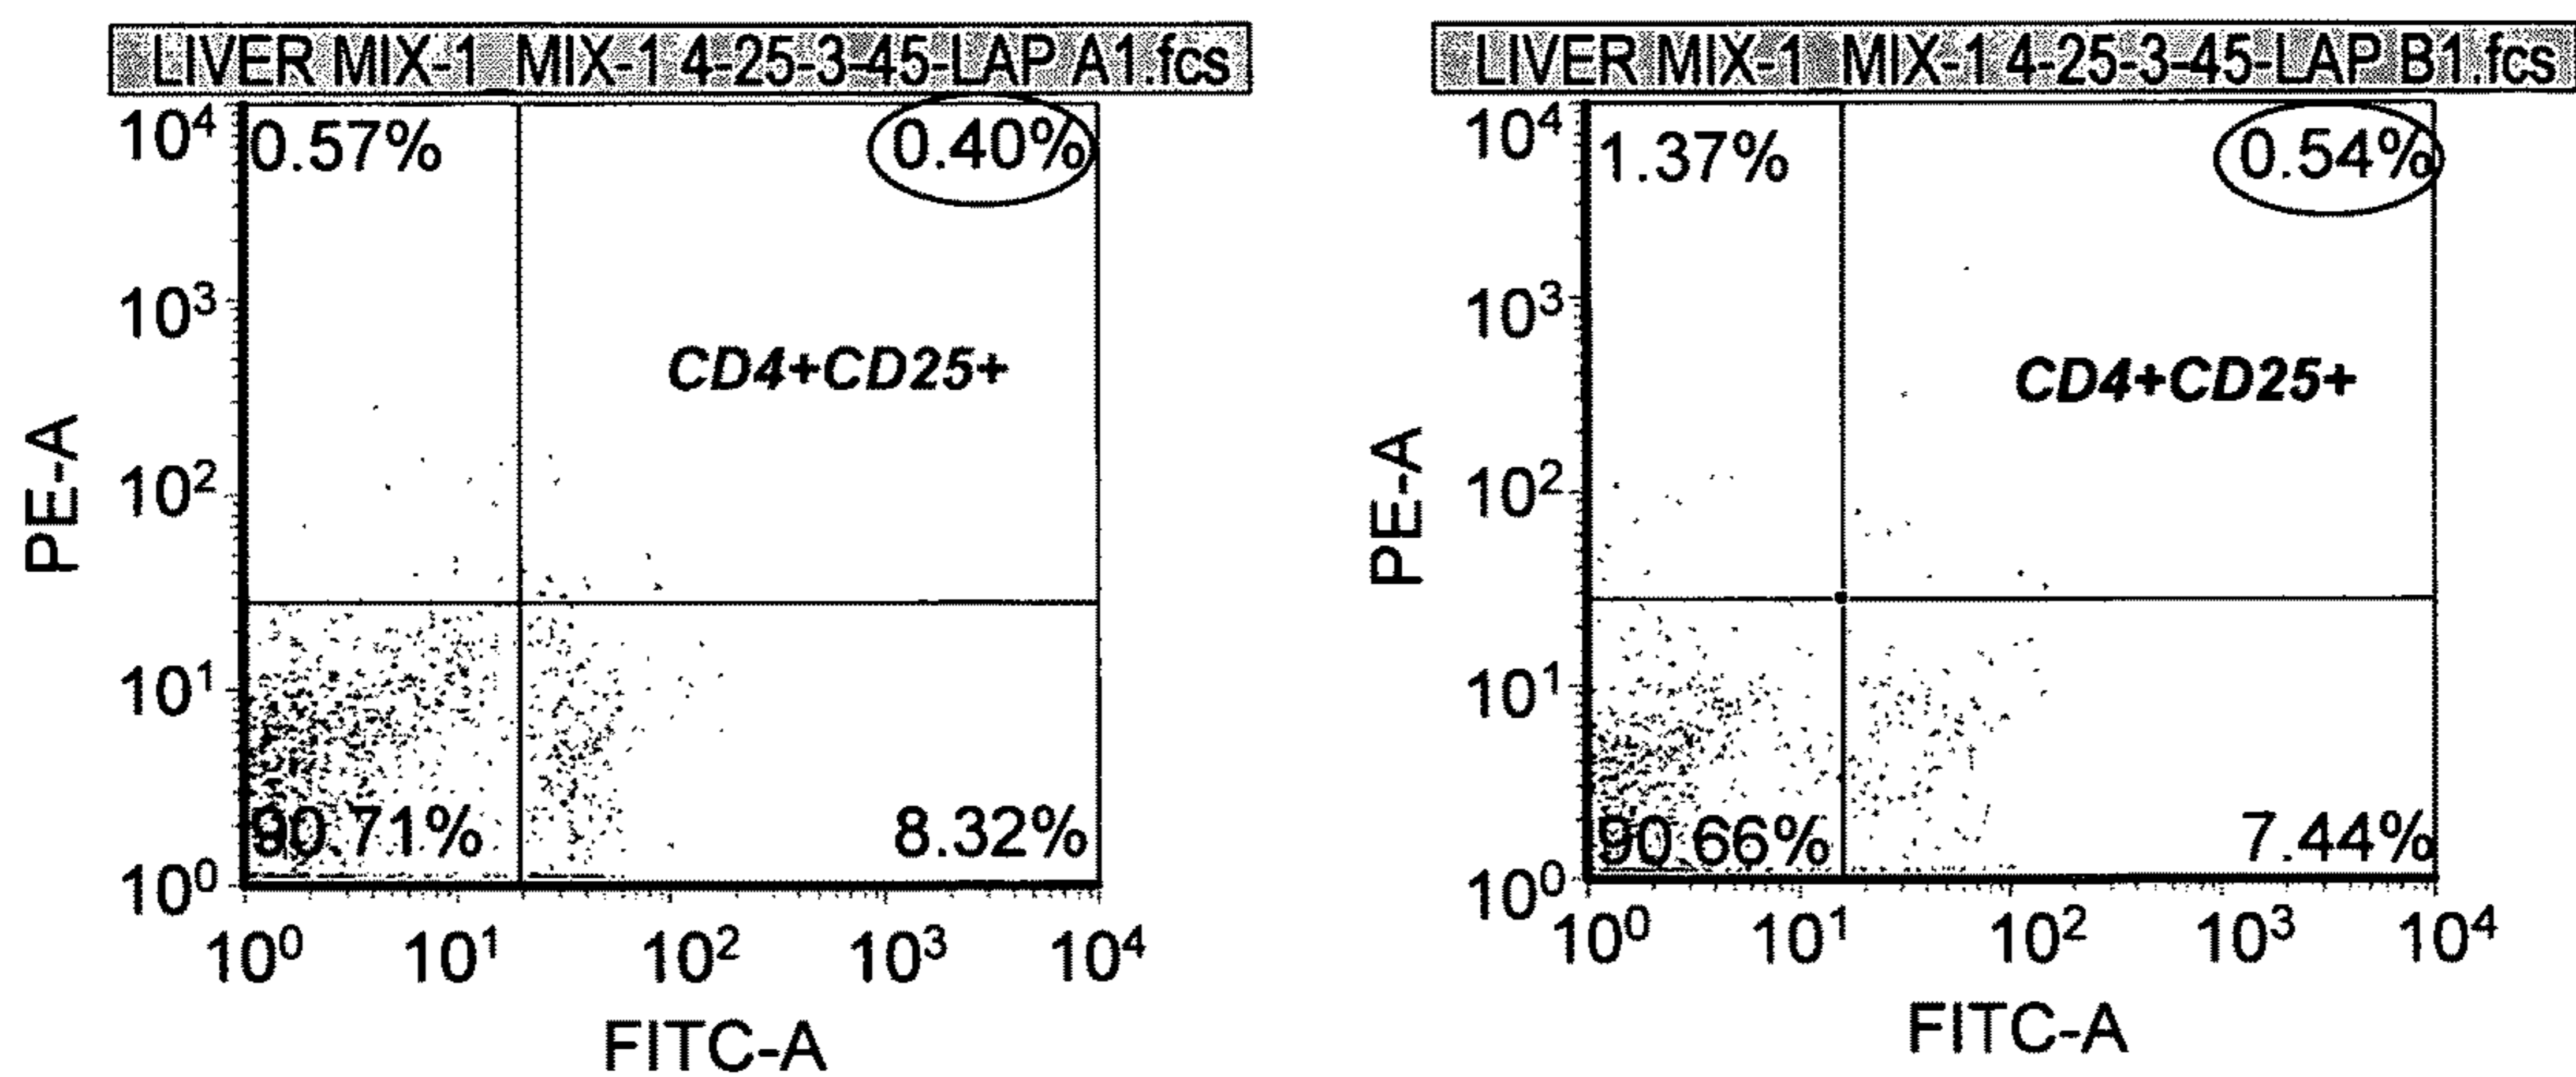 LIVER MIX-1 MIX-1 4-25-3-45-LAP A1.fcs
10⁴
0.57%
0.40%
10³
CD4+CD25+
PE-A
10²
10¹
90.71%
8.32%
10⁰
10⁰ 10¹ 10² 10³ 10⁴
FITC-A
LIVER MIX-1 MIX-1 4-25-3-45-LAP B1.fcs
10⁴
1.37%
0.54%
10³
CD4+CD25+
PE-A
10²
10¹
90.66%
7.44%
10⁰
10⁰ 10¹ 10² 10³ 10⁴
FITC-A